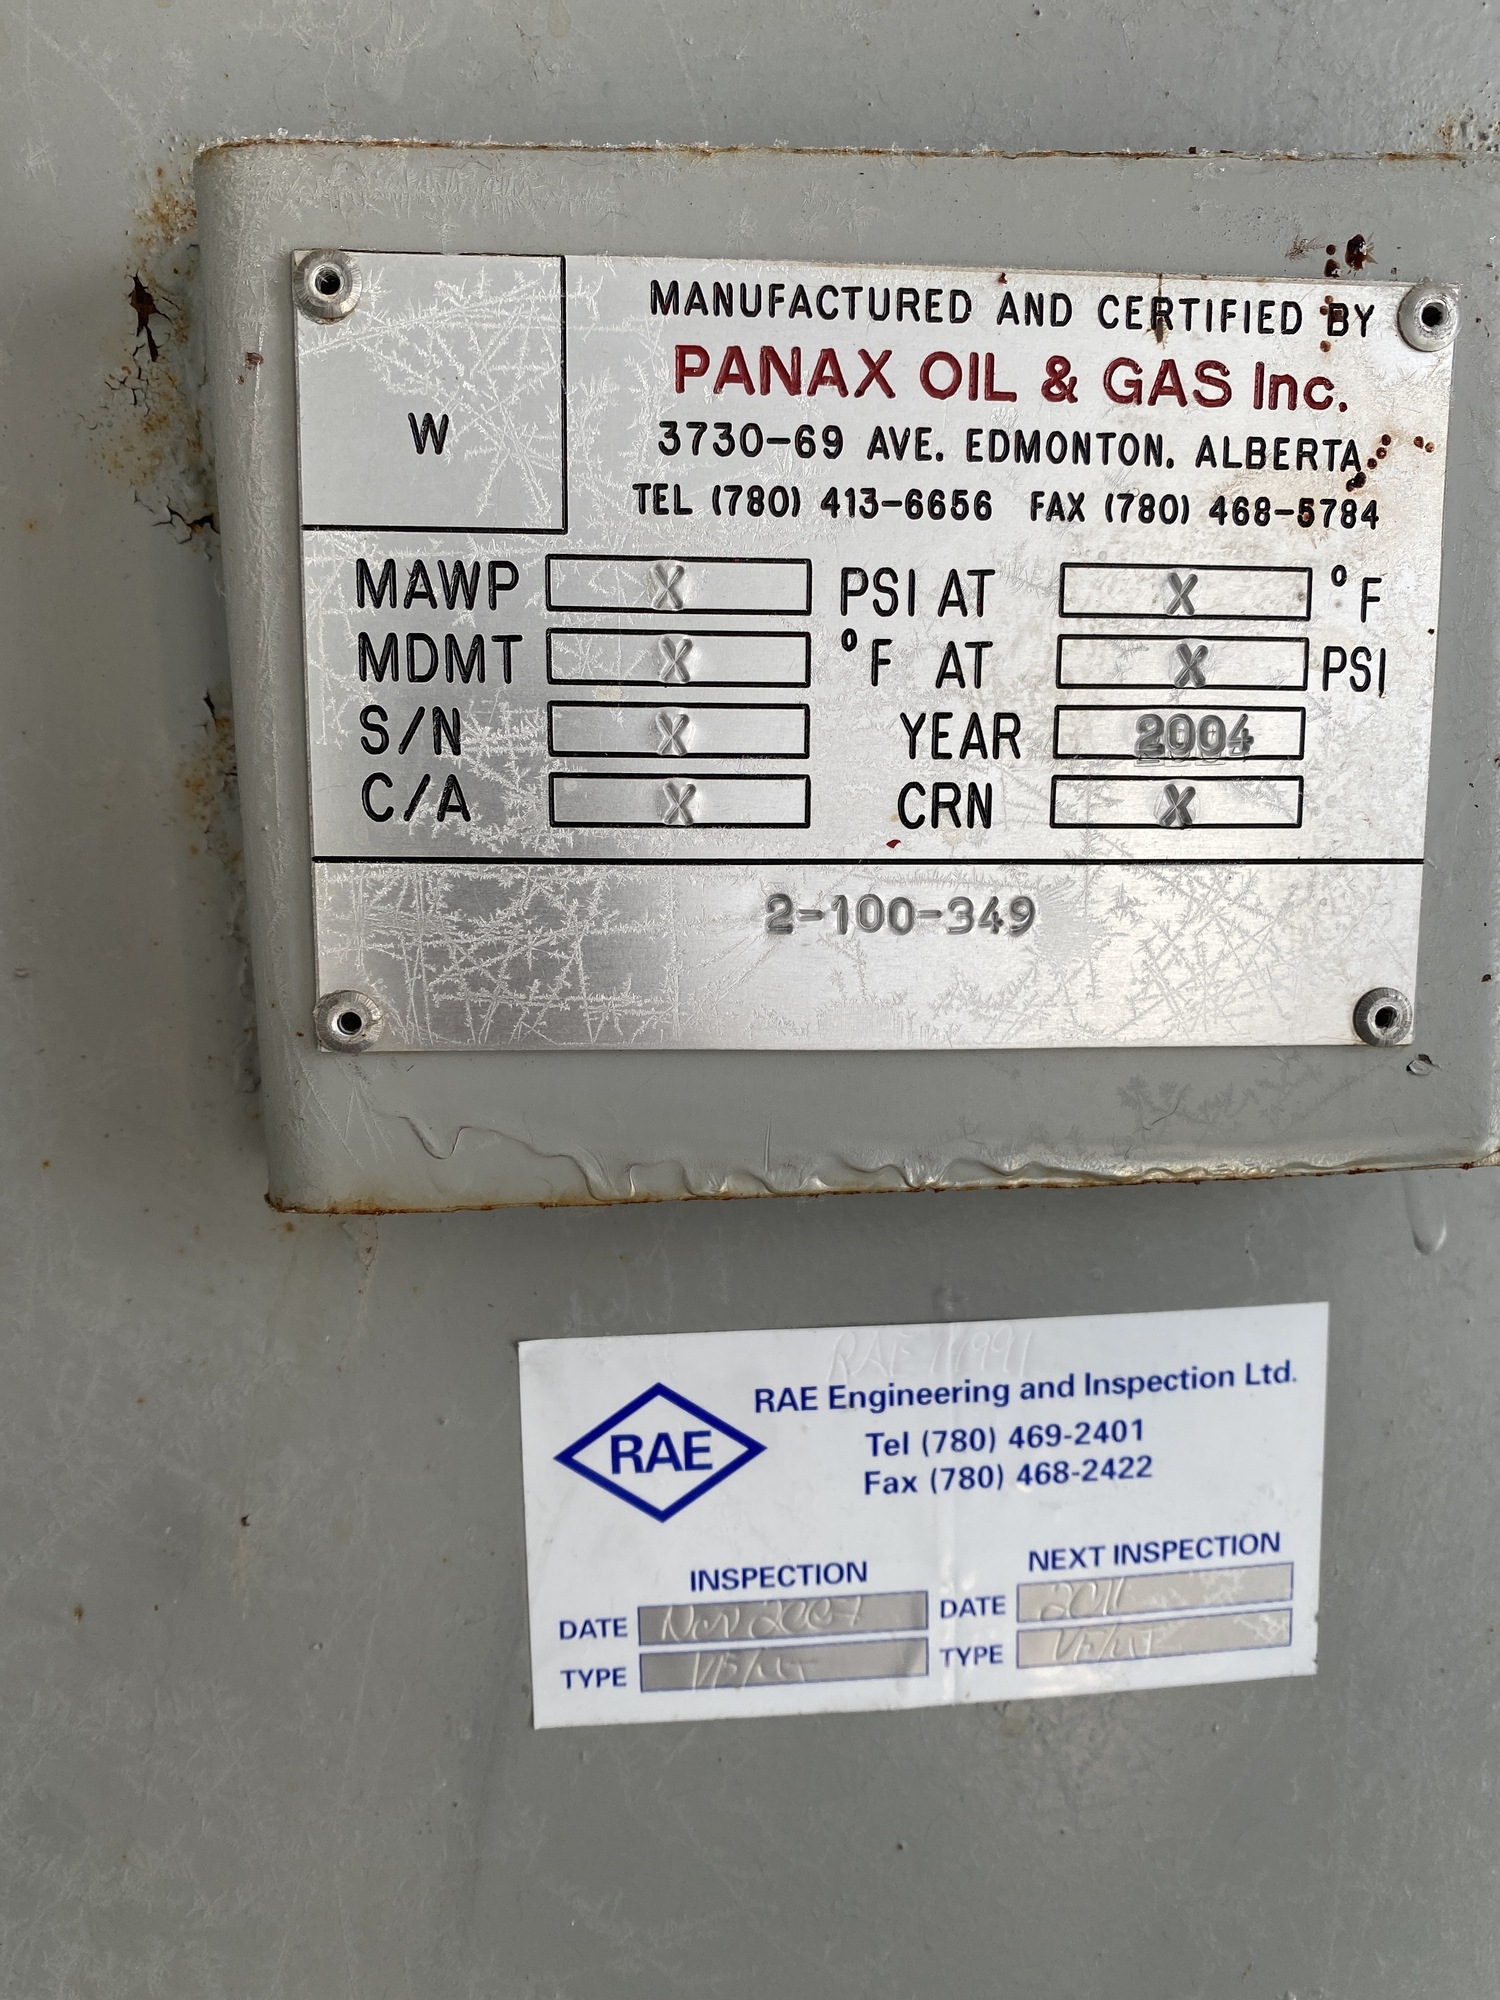 W
MANUFACTURED AND CERTIFIED BY
PANAX OIL & GAS Inc.
3730-69 AVE. EDMONTON, ALBERTA
TEL (780) 413-6656 FAX (780) 468-5784
MAWP X PSI AT X °F
MDMT X °F AT X PSI
S/N X YEAR 2004
C/A X CRN X
2-100-349
RAE
RAE Engineering and Inspection Ltd.
Tel (780) 469-2401
Fax (780) 468-2422
INSPECTION NEXT INSPECTION
DATE Nov 2007 DATE 2011
TYPE TYPE